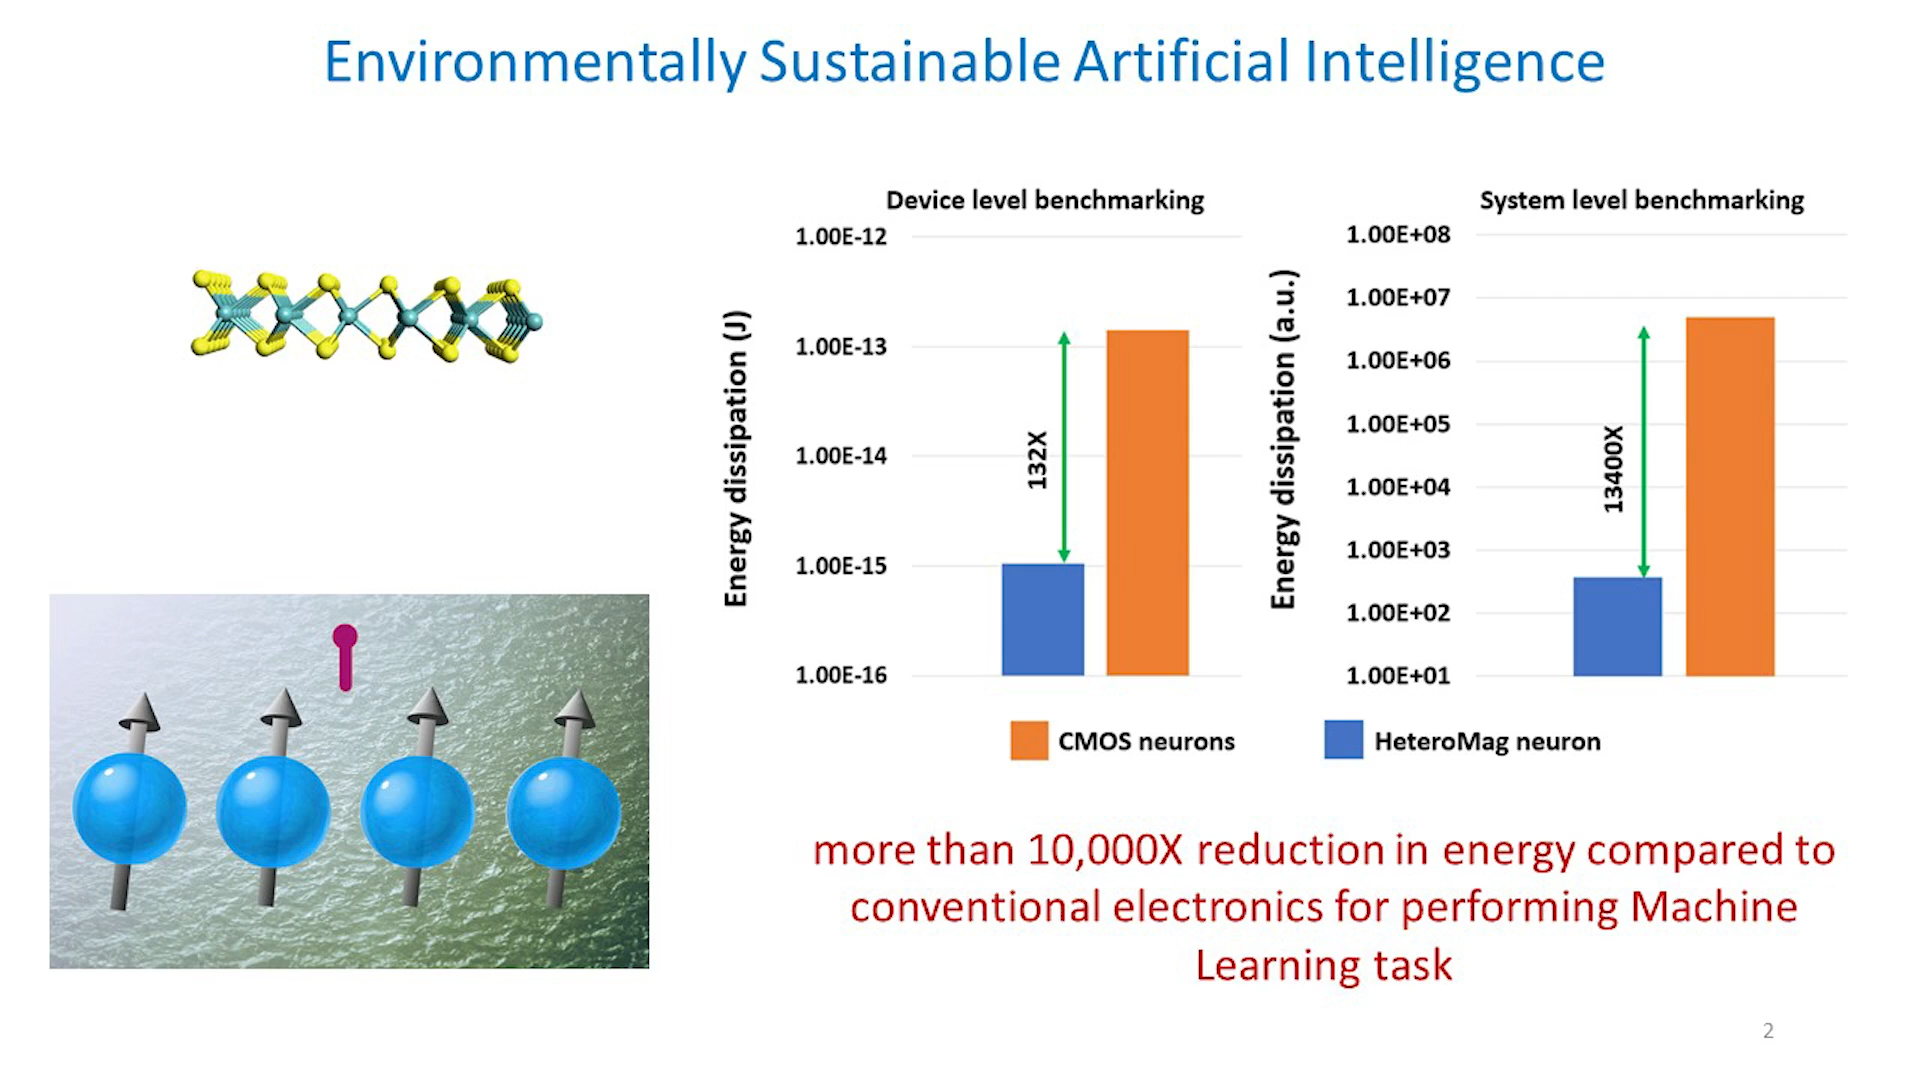 Environmentally Sustainable Artificial Intelligence
Device level benchmarking
Energy dissipation (J)
1.00E-12
1.00E-13
1.00E-14
1.00E-15
1.00E-16
132X
System level benchmarking
Energy dissipation (a.u.)
1.00E+08
1.00E+07
1.00E+06
1.00E+05
1.00E+04
1.00E+03
1.00E+02
1.00E+01
13400X
CMOS neurons
HeteroMag neuron
more than 10,000X reduction in energy compared to
conventional electronics for performing Machine
Learning task
2